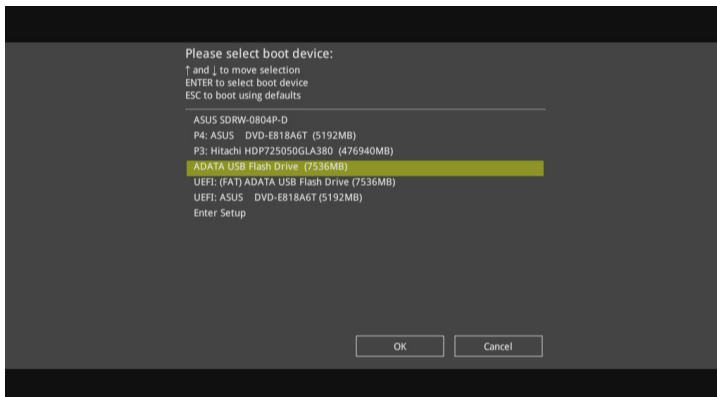 Please select boot device:
↑ and ↓ to move selection
ENTER to select boot device
ESC to boot using defaults
ASUS SDRW-0804P-D
P4: ASUS DVD-E818A6T (5192MB)
P3: Hitachi HDP725050GLA380 (476940MB)
ADATA USB Flash Drive (7536MB)
UEFI: (FAT) ADATA USB Flash Drive (7536MB)
UEFI: ASUS DVD-E818A6T (5192MB)
Enter Setup
OK Cancel